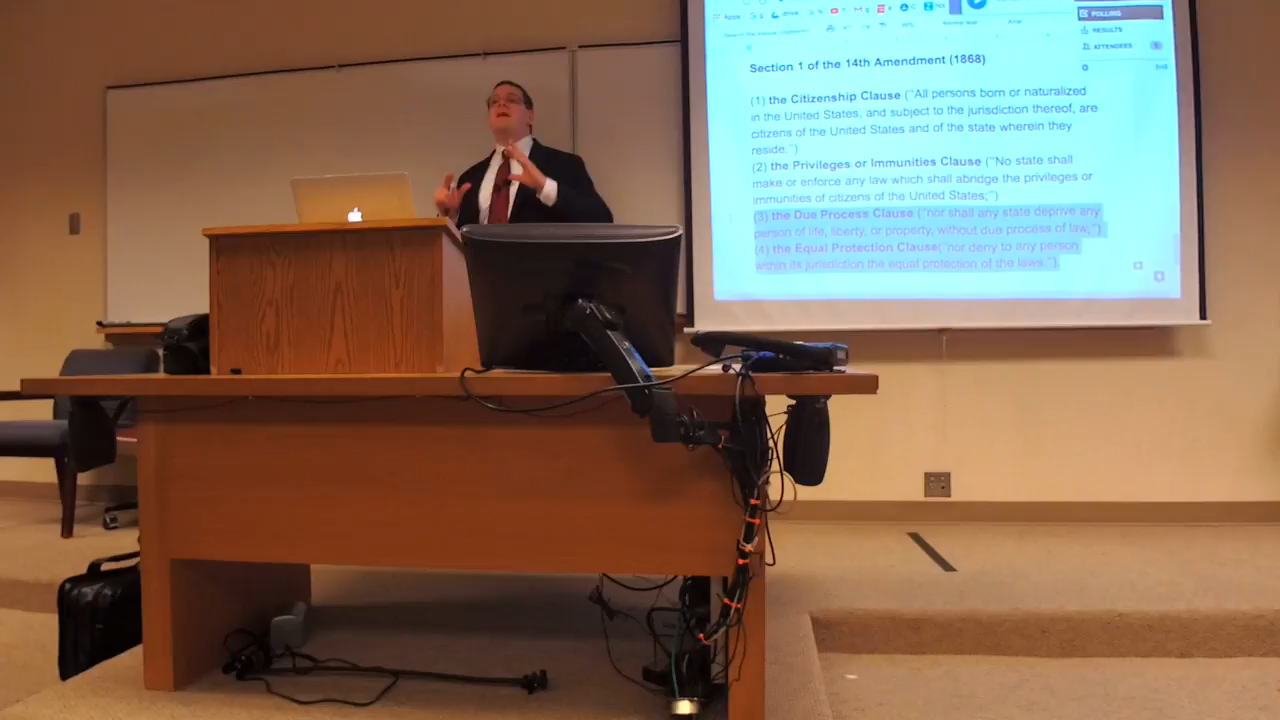 Apps
drive
POLLING
RESULTS
ATTENDEES
Normal text
Arial
Section 1 of the 14th Amendment (1868)
(1) the Citizenship Clause ("All persons born or naturalized
in the United States, and subject to the jurisdiction thereof, are
citizens of the United States and of the state wherein they
reside.")
(2) the Privileges or Immunities Clause ("No state shall
make or enforce any law which shall abridge the privileges or
immunities of citizens of the United States;")
(3) the Due Process Clause ("nor shall any state deprive any
person of life, liberty, or property, without due process of law;")
(4) the Equal Protection Clause("nor deny to any person
within its jurisdiction the equal protection of the laws.").